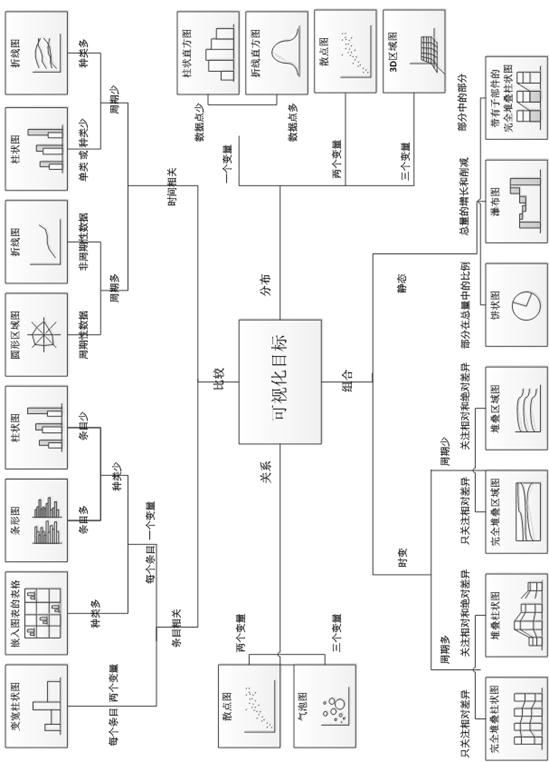 变宽柱状图
嵌入图表的表格
条形图
柱状图
圆形区域图
折线图
柱状图
折线图
每个条目 两个变量
种类多
条目多
条目少
周期性数据
非周期性数据
单类 或 种类少
种类多
种类少
周期多
周期少
每个条目 一个变量
条目相关
时间相关
比较
散点图
气泡图
两个变量
三个变量
关系
可视化目标
分布
一个变量
两个变量
三个变量
数据点少
数据点多
柱状直方图
折线直方图
散点图
3D区域图
组合
时变
静态
周期多
周期少
只关注相对差异
关注相对和绝对差异
只关注相对差异
关注相对和绝对差异
部分在总量中的比例
总量的增长和削减
部分中的部分
完全堆叠柱状图
堆叠柱状图
完全堆叠区域图
堆叠区域图
饼状图
瀑布图
带有子部件的
完全堆叠柱状图